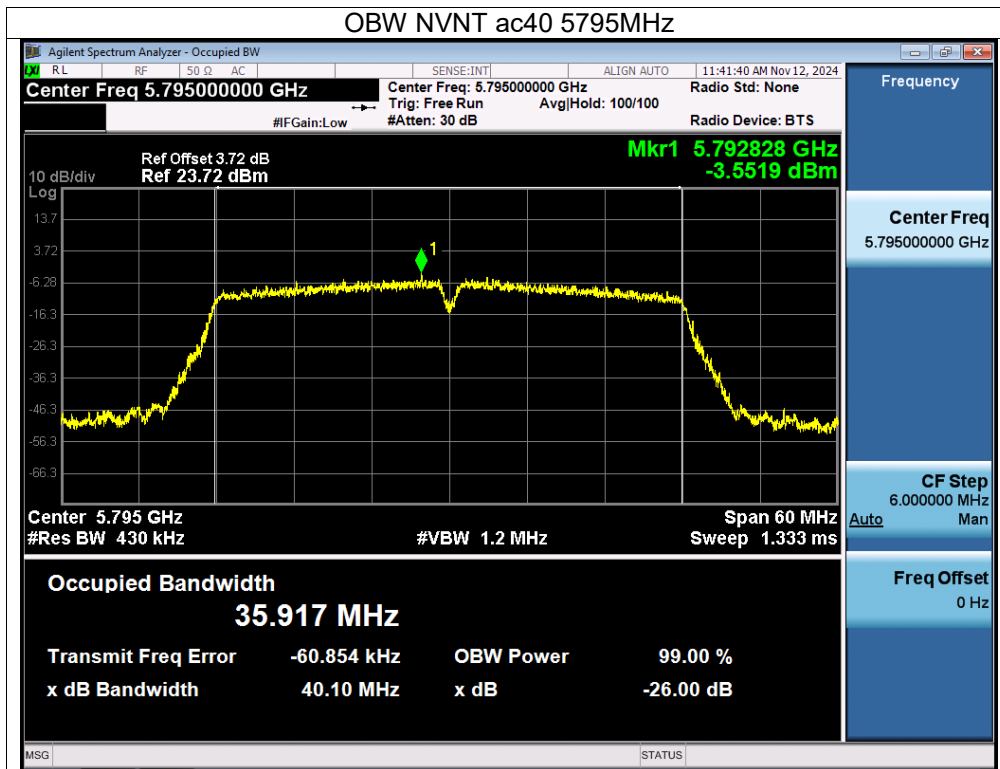 OBW NVNT ac40 5795MHz
Agilent Spectrum Analyzer - Occupied BW
LXI RL RF 50 Ω AC SENSE:INT ALIGN AUTO 11:41:40 AM Nov 12, 2024
Center Freq 5.795000000 GHz
Center Freq: 5.795000000 GHz
Radio Std: None
Trig: Free Run Avg|Hold: 100/100
#IFGain:Low
#Atten: 30 dB
Radio Device: BTS
Frequency
Mkr1 5.792828 GHz
-3.5519 dBm
Ref Offset 3.72 dB
10 dB/div Ref 23.72 dBm
Log
13.7
3.72
-6.28
-16.3
-26.3
-36.3
-46.3
-56.3
-66.3
1
Center 5.795 GHz
Span 60 MHz
#Res BW 430 kHz
#VBW 1.2 MHz
Sweep 1.333 ms
Center Freq
5.795000000 GHz
CF Step
6.000000 MHz
Auto Man
Freq Offset
0 Hz
Occupied Bandwidth
35.917 MHz
Transmit Freq Error -60.854 kHz OBW Power 99.00 %
x dB Bandwidth 40.10 MHz x dB -26.00 dB
MSG
STATUS